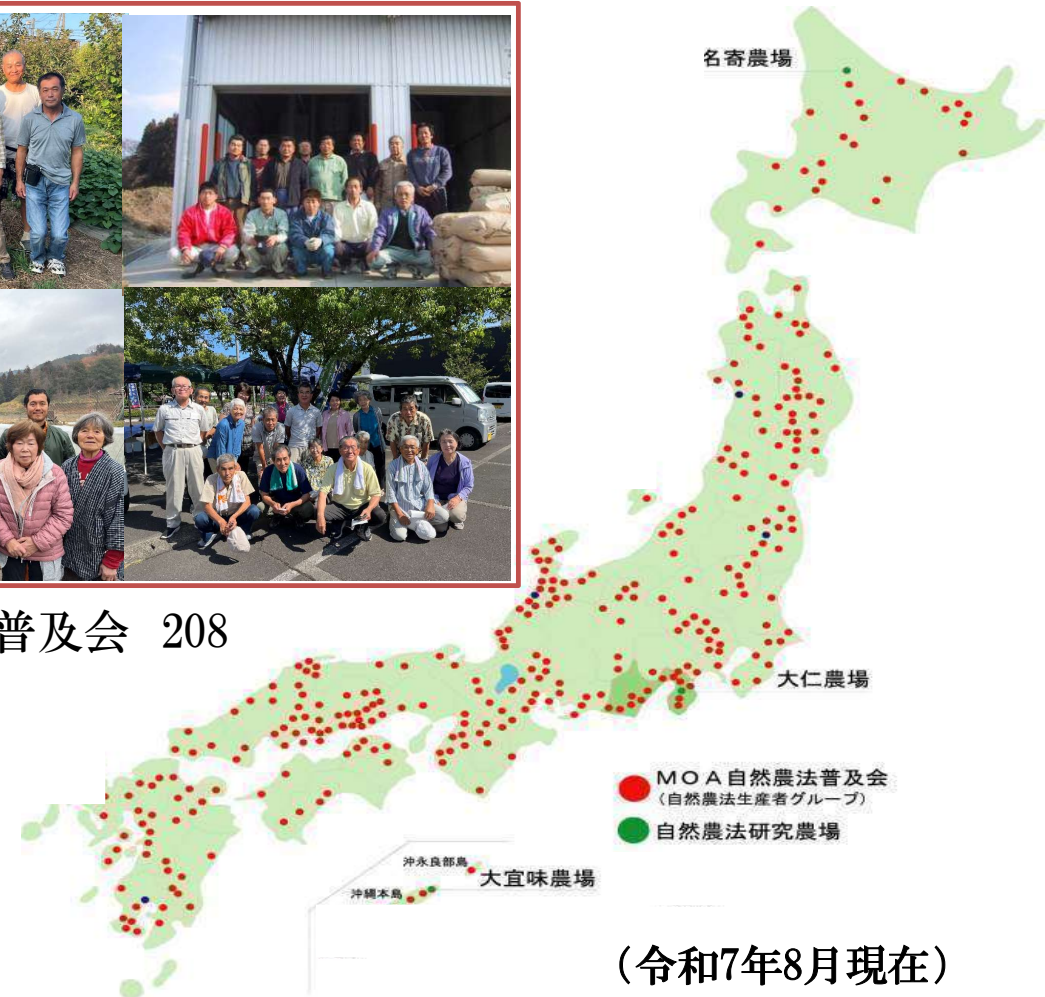 名寄農場
普及会 208
大仁農場
MOA自然農法普及会
(自然農法生産者グループ)
自然農法研究農場
沖永良部島
大宜味農場
沖縄本島
(令和7年8月現在)